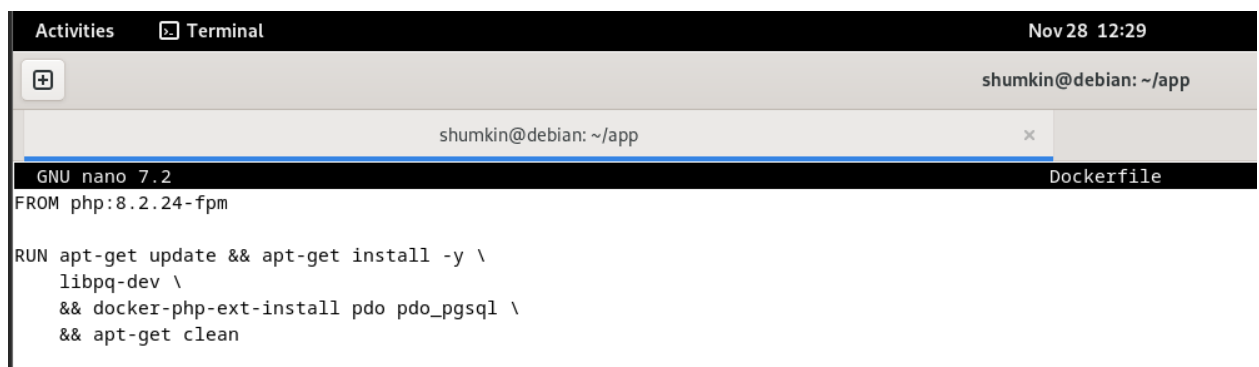 Activities Terminal Nov 28 12:29
shumkin@debian: ~/app
shumkin@debian: ~/app ×
GNU nano 7.2 Dockerfile
FROM php:8.2.24-fpm
RUN apt-get update && apt-get install -y \
    libpq-dev \
    && docker-php-ext-install pdo pdo_pgsql \
    && apt-get clean